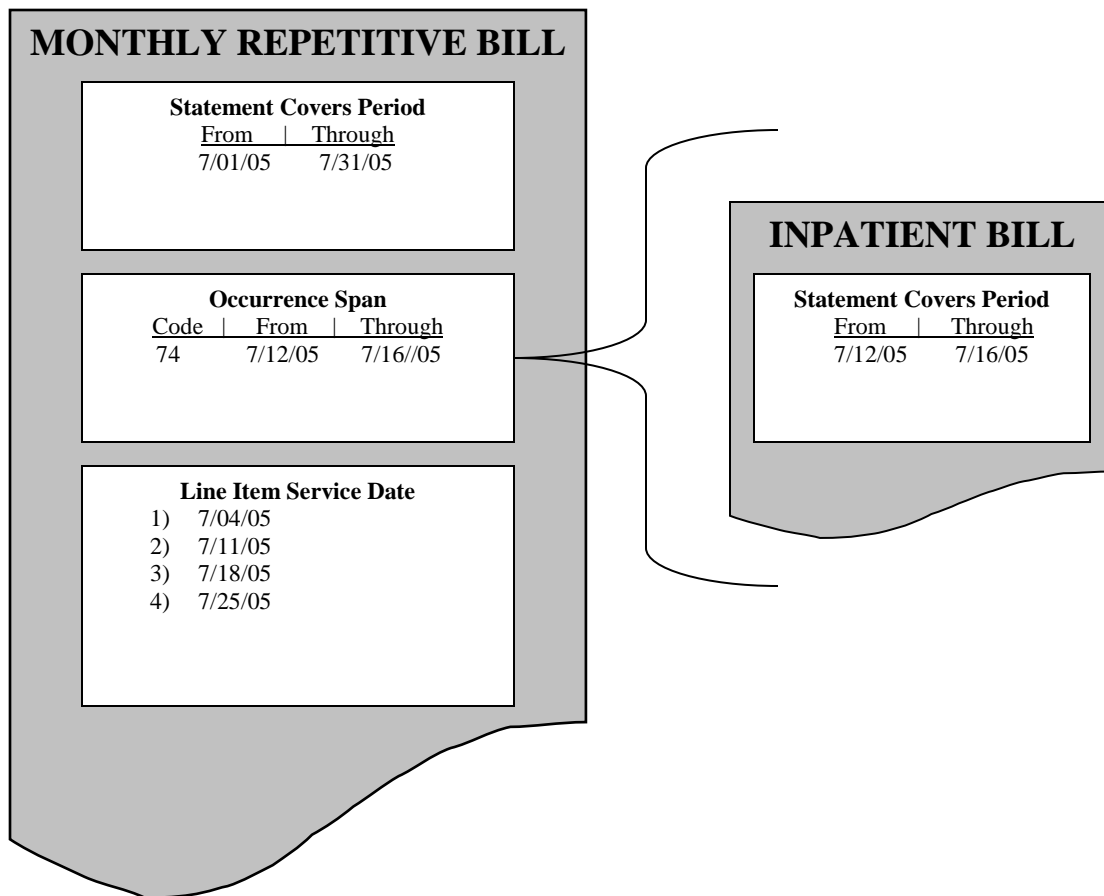 MONTHLY REPETITIVE BILL
Statement Covers Period
From | Through
7/01/05 7/31/05
Occurrence Span
Code | From | Through
74 7/12/05 7/16//05
Line Item Service Date
1) 7/04/05
2) 7/11/05
3) 7/18/05
4) 7/25/05
INPATIENT BILL
Statement Covers Period
From | Through
7/12/05 7/16/05